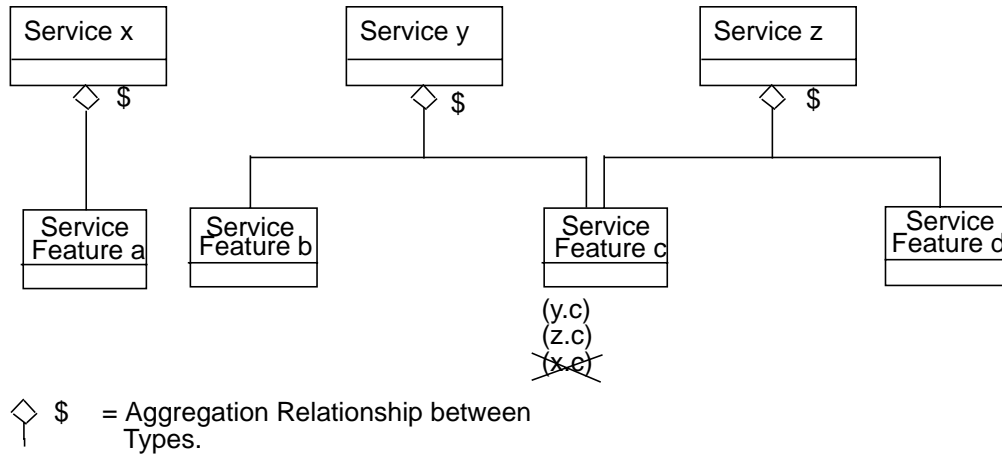 Service x
Service y
Service z
$
$
$
Service
Feature a
Service
Feature b
Service
Feature c
Service
Feature d
(y.c)
(z.c)
(x.c)
$ = Aggregation Relationship between
Types.